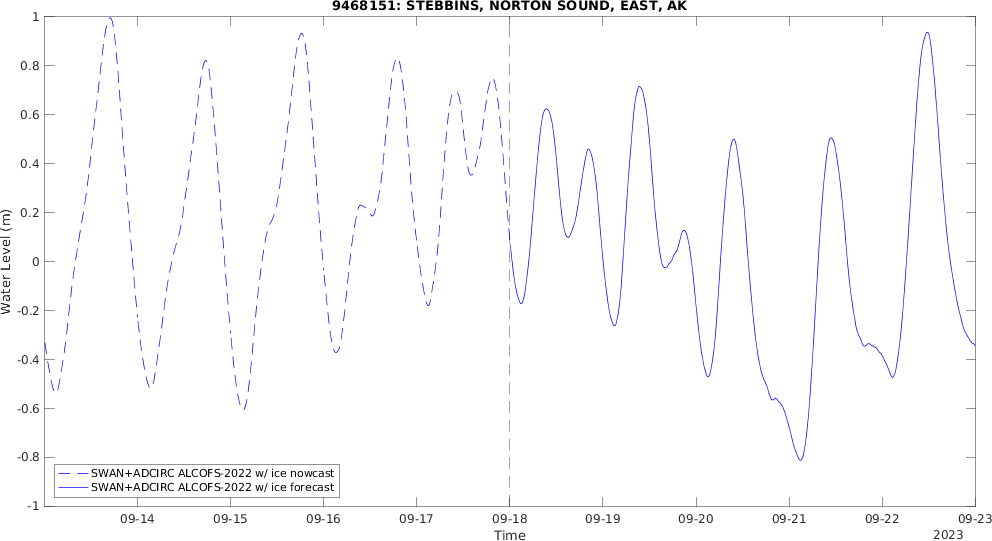 9468151: STEBBINS, NORTON SOUND, EAST, AK
Water Level (m)
1
0.8
0.6
0.4
0.2
0
-0.2
-0.4
-0.6
-0.8
-1
SWAN+ADCIRC ALCOFS-2022 w/ ice nowcast
SWAN+ADCIRC ALCOFS-2022 w/ ice forecast
09-14 09-15 09-16 09-17 09-18 09-19 09-20 09-21 09-22 09-23
Time
2023